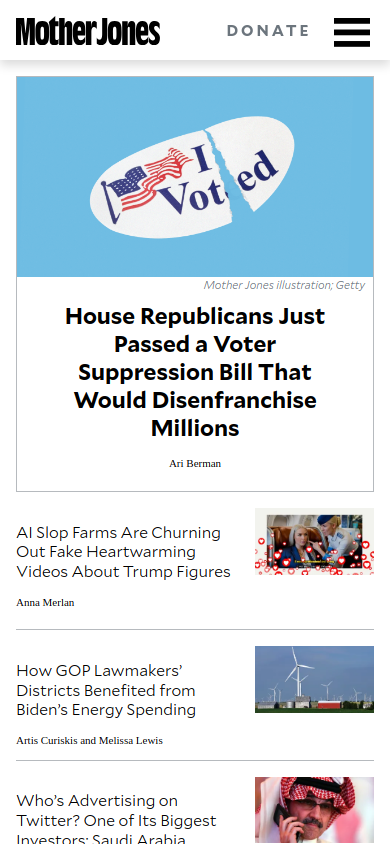 Mother Jones
DONATE
I
Voted
Mother Jones illustration; Getty
House Republicans Just
Passed a Voter
Suppression Bill That
Would Disenfranchise
Millions
Ari Berman
AI Slop Farms Are Churning
Out Fake Heartwarming
Videos About Trump Figures
Anna Merlan
How GOP Lawmakers’
Districts Benefited from
Biden’s Energy Spending
Artis Curiskis and Melissa Lewis
Who’s Advertising on
Twitter? One of Its Biggest
Investors: Saudi Arabia